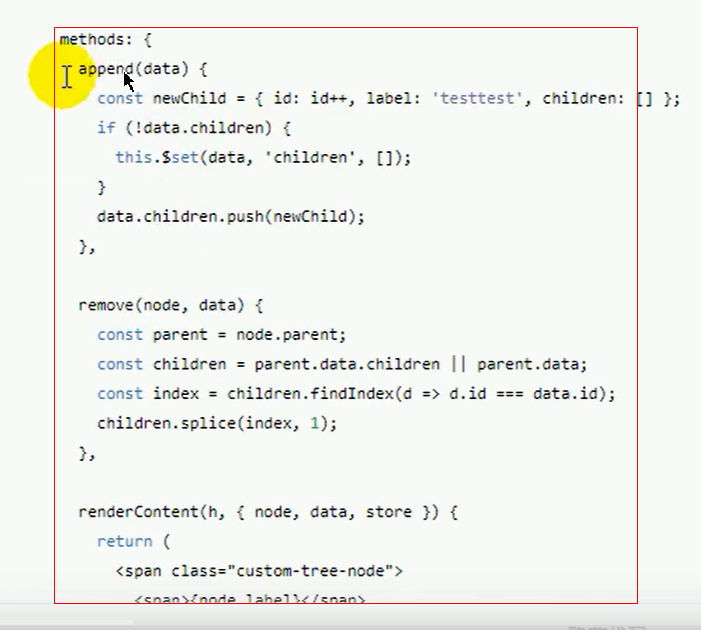 methods: {
append(data) {
const newChild = { id: id++, label: 'testtest', children: [] };
if (!data.children) {
this.$set(data, 'children', []);
}
data.children.push(newChild);
},
remove(node, data) {
const parent = node.parent;
const children = parent.data.children || parent.data;
const index = children.findIndex(d => d.id === data.id);
children.splice(index, 1);
},
renderContent(h, { node, data, store }) {
return (
<span class="custom-tree-node">
<span>{node.label}</span>